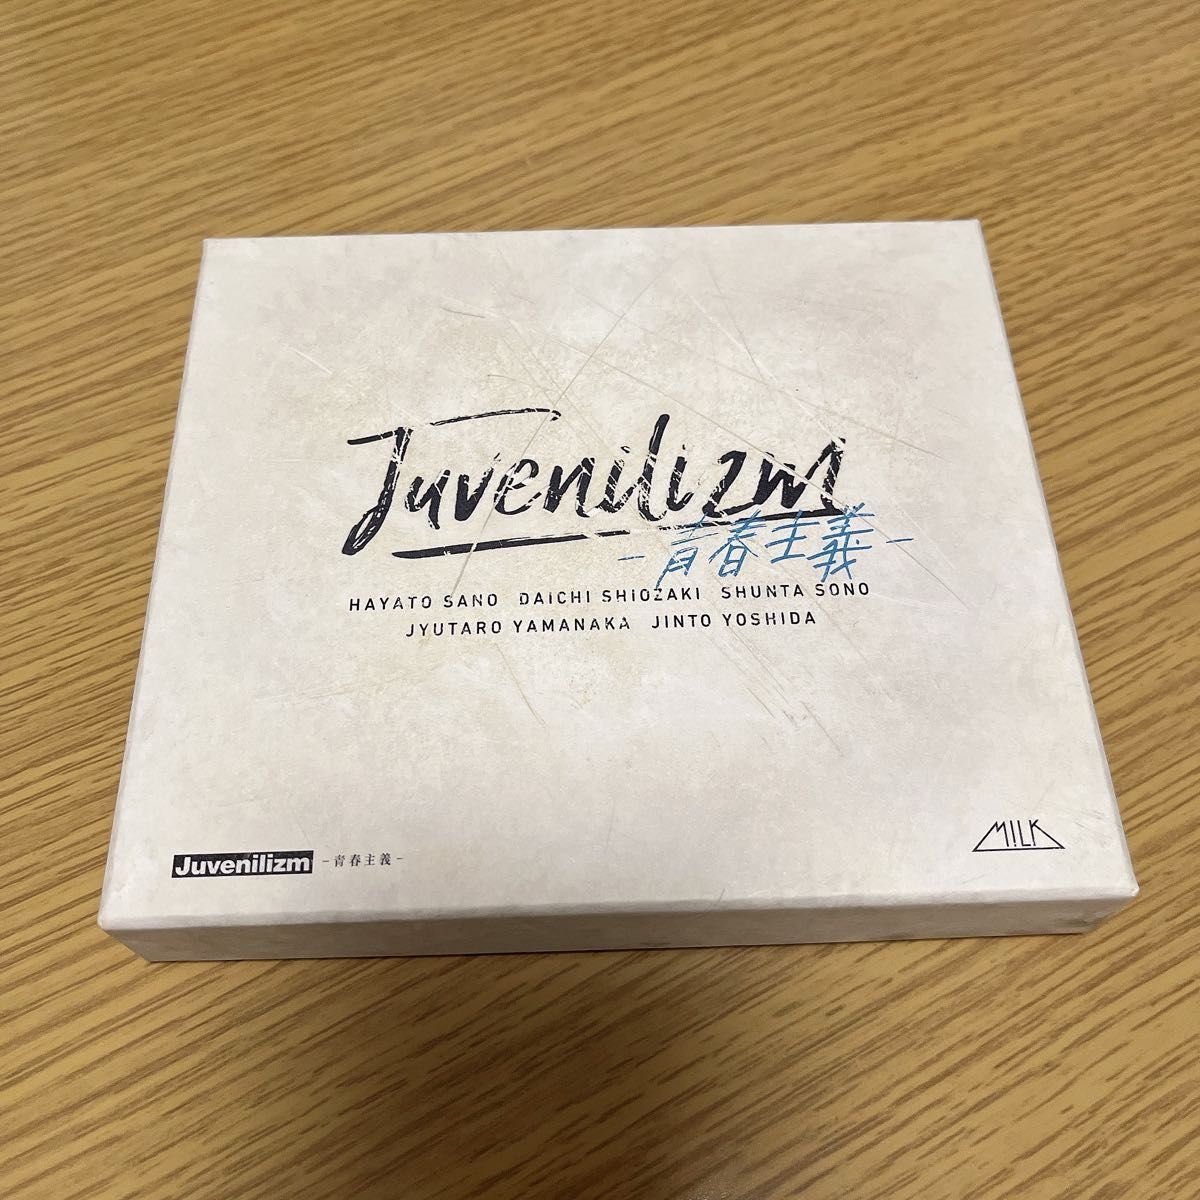 Juvenilizm
-青春主義-
HAYATO SANO DAICHI SHIOZAKI SHUNTA SONO
JYUTARO YAMANAKA JINTO YOSHIDA
Juvenilizm -青春主義-
M!LK